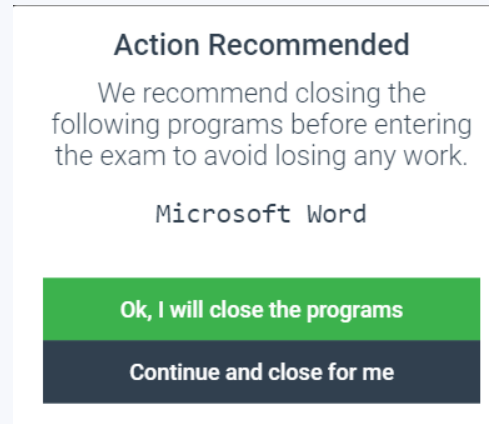 Action Recommended
We recommend closing the
following programs before entering
the exam to avoid losing any work.
Microsoft Word
Ok, I will close the programs
Continue and close for me